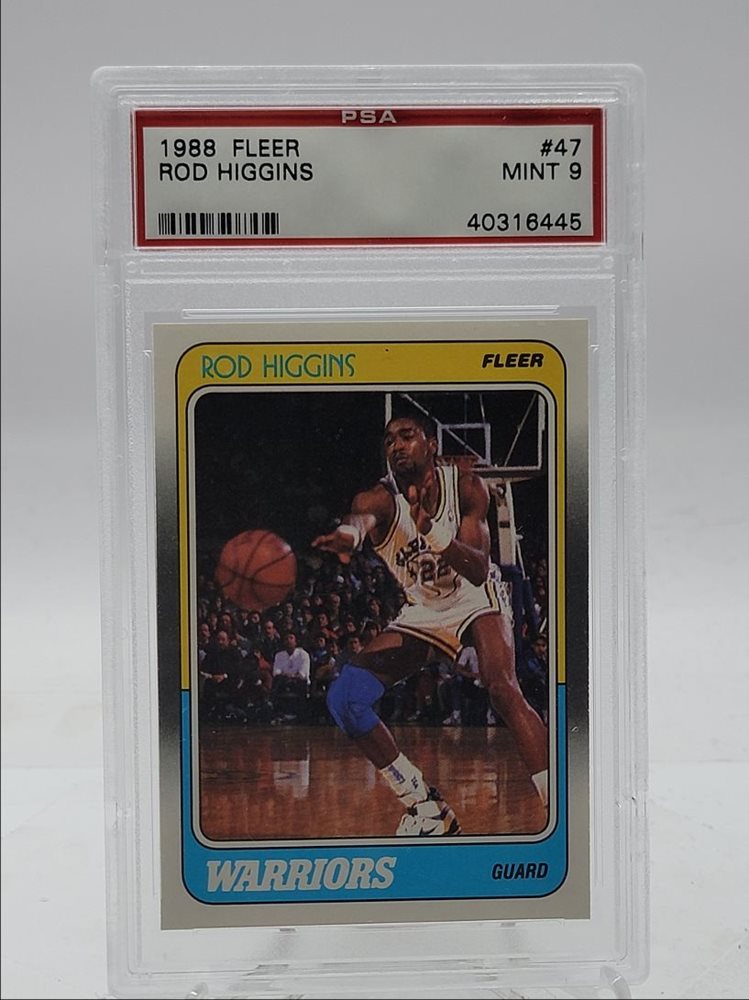 PSA
1988 FLEER #47
ROD HIGGINS MINT 9
40316445
ROD HIGGINS FLEER
22
WARRIORS GUARD